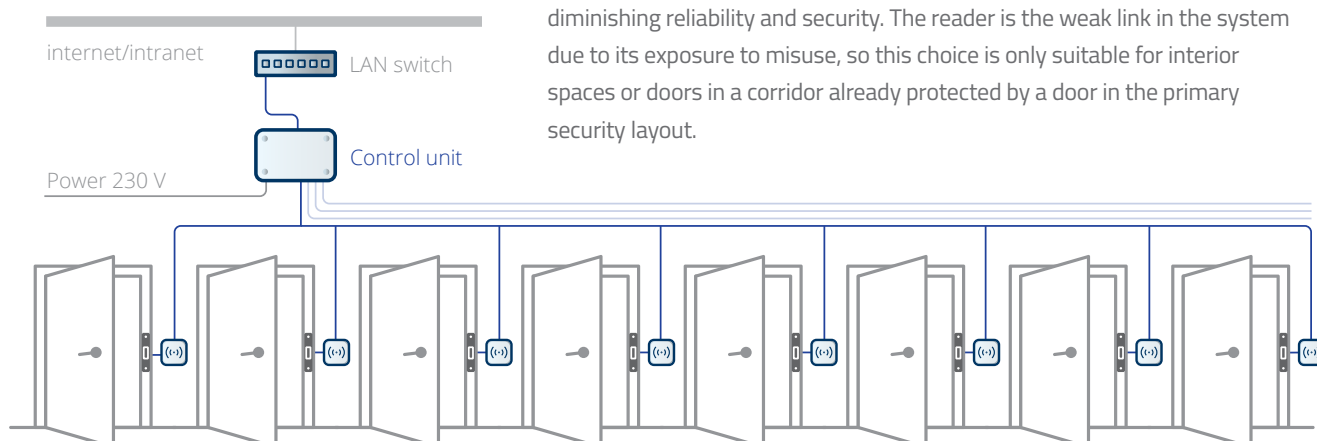 diminishing reliability and security. The reader is the weak link in the system
due to its exposure to misuse, so this choice is only suitable for interior
spaces or doors in a corridor already protected by a door in the primary
security layout.
internet/intranet
LAN switch
Control unit
Power 230 V